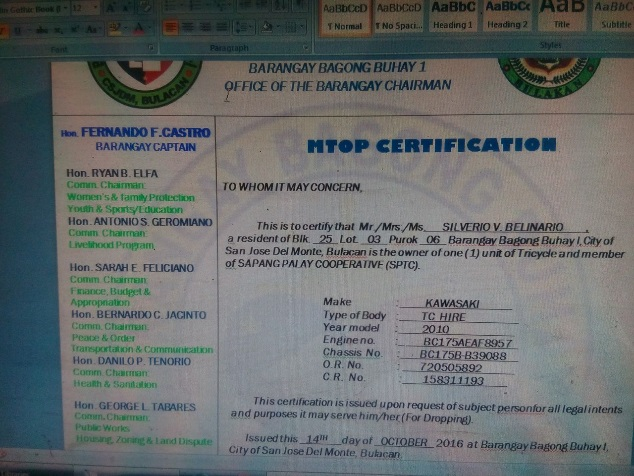 AaBbCcD AaBbCcD AaBbC AaBbCc AaB AaBbC
¶ Normal ¶ No Spaci... Heading 1 Heading 2 Title Subtitle
Font Paragraph Styles
CSJDM, BULACAN
BULAKAN
BARANGAY BAGONG BUHAY 1
OFFICE OF THE BARANGAY CHAIRMAN
Hon. FERNANDO F. CASTRO
BARANGAY CAPTAIN
Hon. RYAN B. ELFA
Comm. Chairman:
Women's & Family Protection
Youth & Sports/Education
Hon. ANTONIO S. GEROMIANO
Comm. Chairman:
Livelihood Program,
Hon. SARAH E. FELICIANO
Comm. Chairman:
Finance, Budget &
Appropriation
Hon. BERNARDO C. JACINTO
Comm. Chairman:
Peace & Order
Transportation & Communication
Hon. DANILO P. TENORIO
Comm. Chairman:
Health & Sanitation
Hon. GEORGE L. TABARES
Comm. Chairman:
Public Works
Housing, Zoning & Land Dispute
MTOP CERTIFICATION
TO WHOM IT MAY CONCERN,
This is to certify that Mr./Mrs./Ms. SILVERIO V. BELINARIO ,
a resident of Blk. 25 Lot. 03 Purok 06 Barangay Bagong Buhay I, City of
San Jose Del Monte, Bulacan is the owner of one (1) unit of Tricycle and member
of SAPANG PALAY COOPERATIVE (SPTC).
Make : KAWASAKI
Type of Body : TC HIRE
Year model : 2010
Engine no. : BC175AEAF8957
Chassis No. : BC175B-B39088
O.R. No. : 720505892
C.R. No. : 158311193
This certification is issued upon request of subject person for all legal intents
and purposes it may serve him/her (For Dropping).
Issued this 14TH day of OCTOBER 2016 at Barangay Bagong Buhay I,
City of San Jose Del Monte, Bulacan